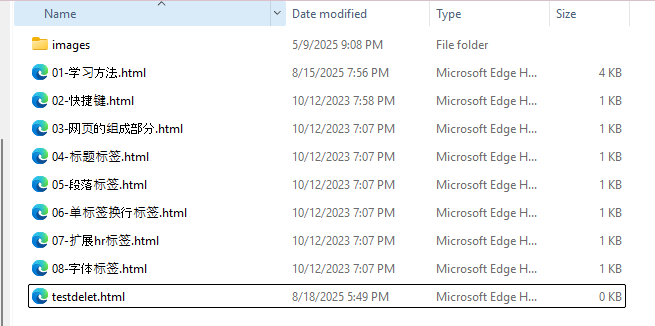 Name Date modified Type Size
images 5/9/2025 9:08 PM File folder
01-学习方法.html 8/15/2025 7:56 PM Microsoft Edge H... 4 KB
02-快捷键.html 10/12/2023 7:58 PM Microsoft Edge H... 1 KB
03-网页的组成部分.html 10/12/2023 7:07 PM Microsoft Edge H... 1 KB
04-标题标签.html 10/12/2023 7:07 PM Microsoft Edge H... 1 KB
05-段落标签.html 10/12/2023 7:07 PM Microsoft Edge H... 1 KB
06-单标签换行标签.html 10/12/2023 7:07 PM Microsoft Edge H... 1 KB
07-扩展hr标签.html 10/12/2023 7:07 PM Microsoft Edge H... 1 KB
08-字体标签.html 10/12/2023 7:07 PM Microsoft Edge H... 1 KB
testdelet.html 8/18/2025 5:49 PM Microsoft Edge H... 0 KB